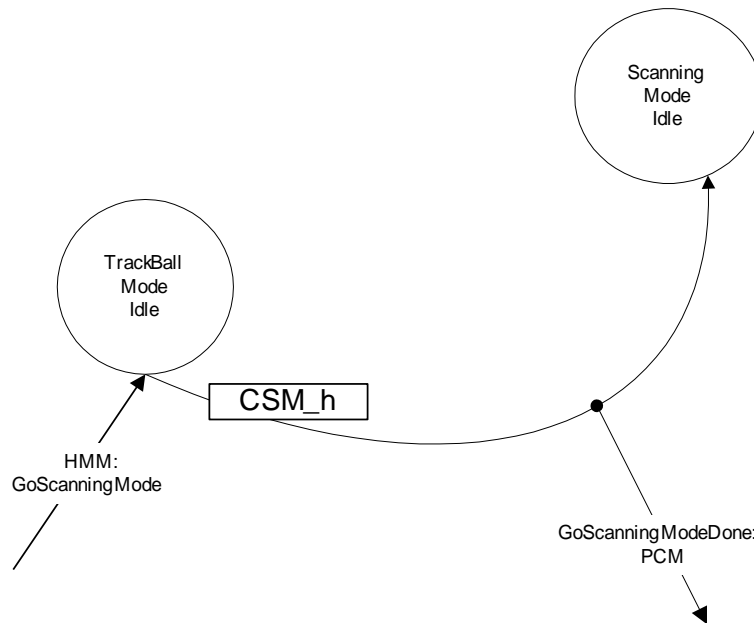 Scanning
Mode
Idle
TrackBall
Mode
Idle
CSM_h
HMM:
GoScanningMode
GoScanningModeDone:
PCM